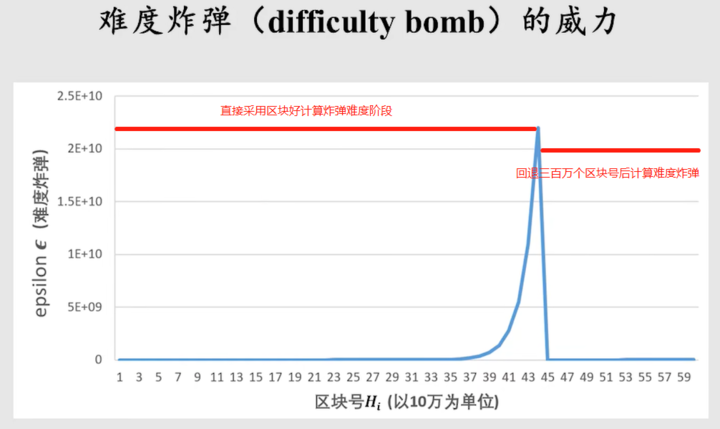 难度炸弹（difficulty bomb）的威力
2.5E+10
直接采用区块好计算炸弹难度阶段
2E+10
回退三百万个区块号后计算难度炸弹
1.5E+10
1E+10
5E+09
0
epsilon ϵ (难度炸弹)
1 3 5 7 9 11 13 15 17 19 21 23 25 27 29 31 33 35 37 39 41 43 45 47 49 51 53 55 57 59
区块号Hᵢ (以10万为单位)